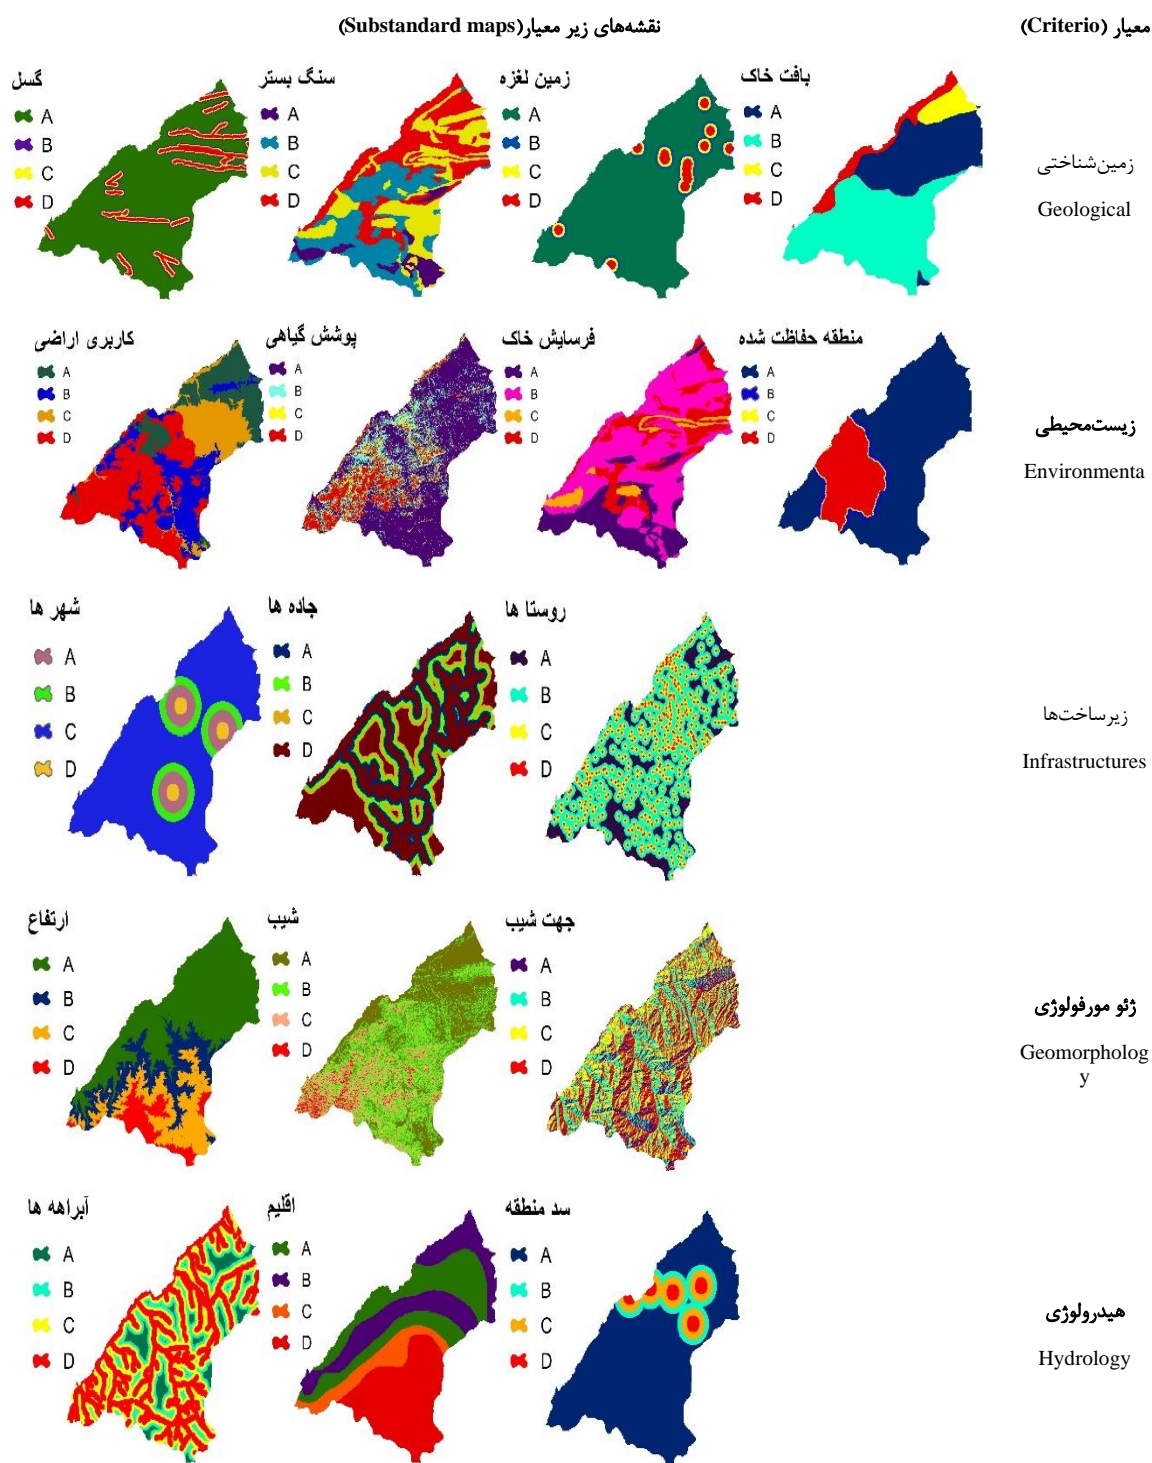 معیار (Criterio)
نقشه‌های زیر معیار(Substandard maps)
زمین‌شناختی
Geological
بافت خاک
A
B
C
D
زمین لغزه
A
B
C
D
سنگ بستر
A
B
C
D
گسل
A
B
C
D
زیست‌محیطی
Environmenta
منطقه حفاظت شده
A
B
C
D
فرسایش خاک
A
B
C
D
پوشش گیاهی
A
B
C
D
کاربری اراضی
A
B
C
D
زیرساخت‌ها
Infrastructures
روستا ها
A
B
C
D
جاده ها
A
B
C
D
شهر ها
A
B
C
D
ژئو مورفولوژی
Geomorpholog
y
جهت شیب
A
B
C
D
شیب
A
B
C
D
ارتفاع
A
B
C
D
هیدرولوژی
Hydrology
سد منطقه
A
B
C
D
اقلیم
A
B
C
D
آبراهه ها
A
B
C
D